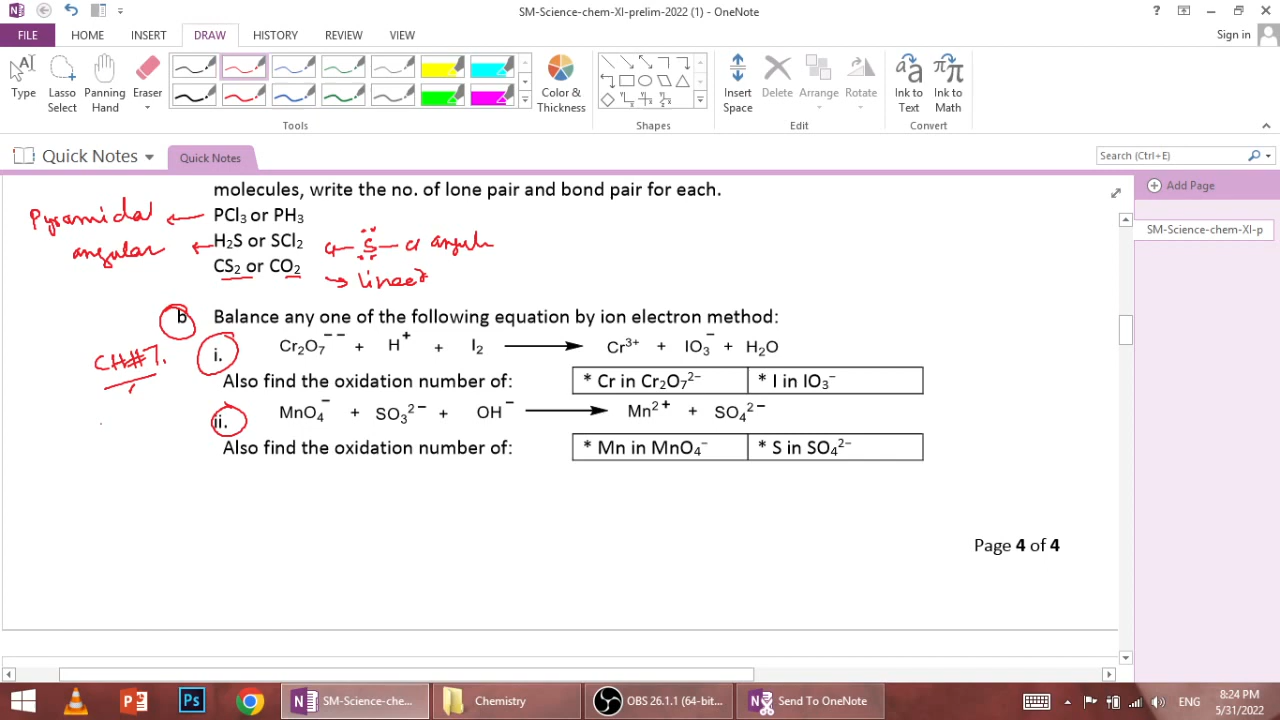 SM-Science-chem-XI-prelim-2022 (1) - OneNote
FILE HOME INSERT DRAW HISTORY REVIEW VIEW Sign in
Type Lasso Select Panning Hand Eraser Color & Thickness Insert Space Delete Arrange Rotate Ink to Text Ink to Math
Tools Shapes Edit Convert
Quick Notes Quick Notes Search (Ctrl+E)
Add Page
SM-Science-chem-XI-p
molecules, write the no. of lone pair and bond pair for each.
Pyramidal ← PCl₃ or PH₃
angular ← H₂S or SCl₂ Cl – S – Cl angular
CS₂ or CO₂ → linear
b Balance any one of the following equation by ion electron method:
CH#7.
i. Cr₂O₇⁻⁻ + H⁺ + I₂ → Cr³⁺ + IO₃⁻ + H₂O
Also find the oxidation number of: * Cr in Cr₂O₇²⁻ * I in IO₃⁻
ii. MnO₄⁻ + SO₃²⁻ + OH⁻ → Mn²⁺ + SO₄²⁻
Also find the oxidation number of: * Mn in MnO₄⁻ * S in SO₄²⁻
Page 4 of 4
SM-Science-che... Chemistry OBS 26.1.1 (64-bit... Send To OneNote ENG 8:24 PM
5/31/2022